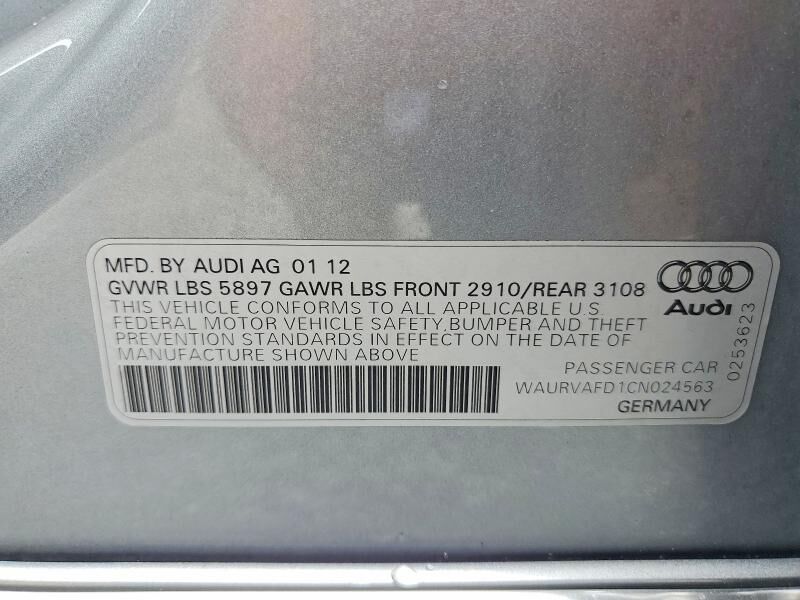 MFD. BY AUDI AG 01 12
GVWR LBS 5897 GAWR LBS FRONT 2910/REAR 3108
THIS VEHICLE CONFORMS TO ALL APPLICABLE U.S.
FEDERAL MOTOR VEHICLE SAFETY, BUMPER AND THEFT
PREVENTION STANDARDS IN EFFECT ON THE DATE OF
MANUFACTURE SHOWN ABOVE
Audi
0253623
PASSENGER CAR
WAURVAFD1CN024563
GERMANY